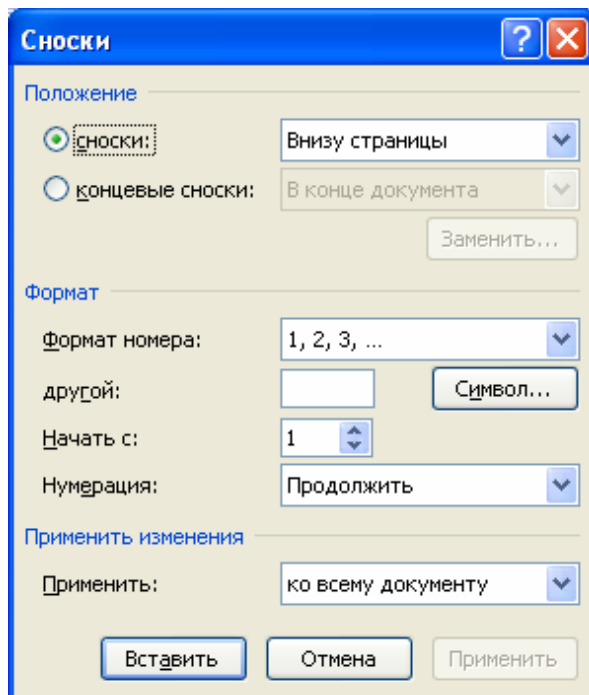 Сноски
Положение
сноски: Внизу страницы
концевые сноски: В конце документа
Заменить...
Формат
Формат номера: 1, 2, 3, ...
другой: Символ...
Начать с: 1
Нумерация: Продолжить
Применить изменения
Применить: ко всему документу
Вставить Отмена Применить